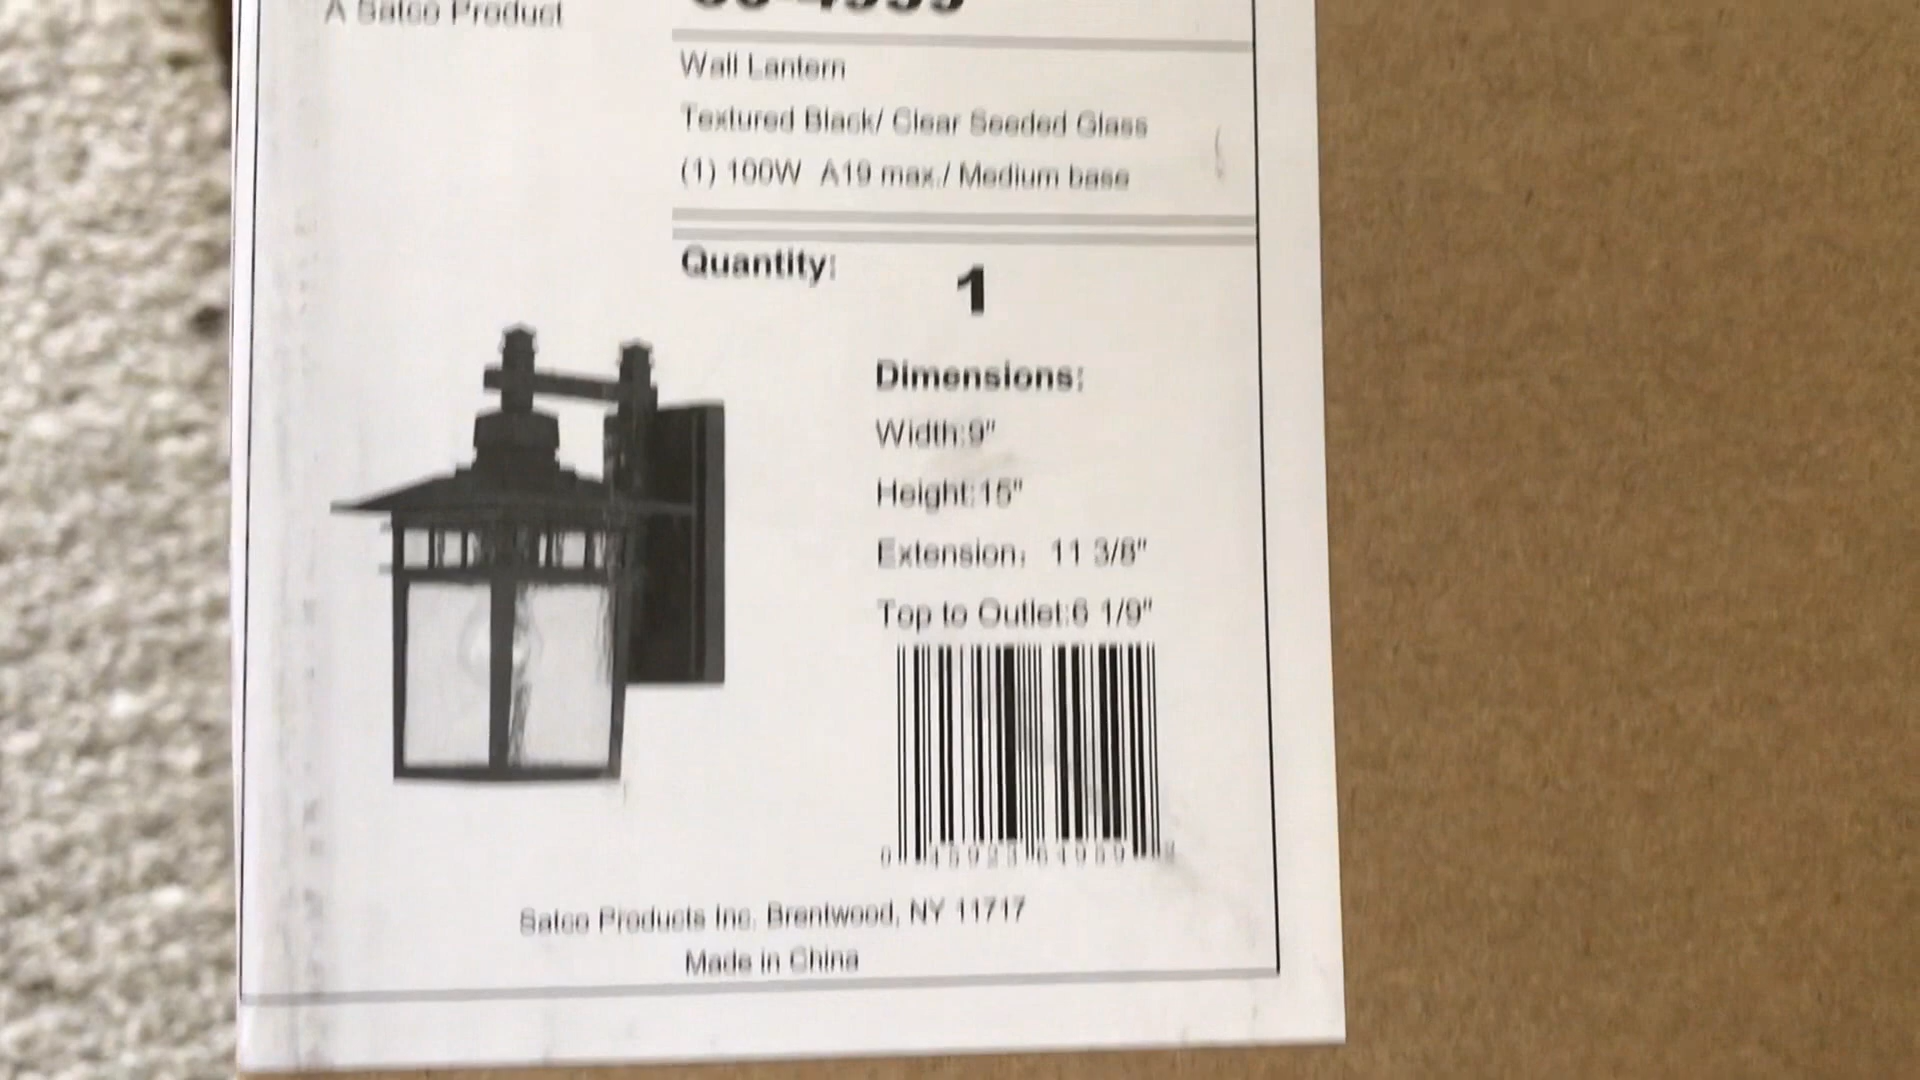 A Satco Product
Wall Lantern
Textured Black/ Clear Seeded Glass
(1) 100W A19 max./ Medium base
Quantity: 1
Dimensions:
Width:9"
Height:15"
Extension: 11 3/8"
Top to Outlet:6 1/9"
Satco Products Inc. Brentwood, NY 11717
Made in China